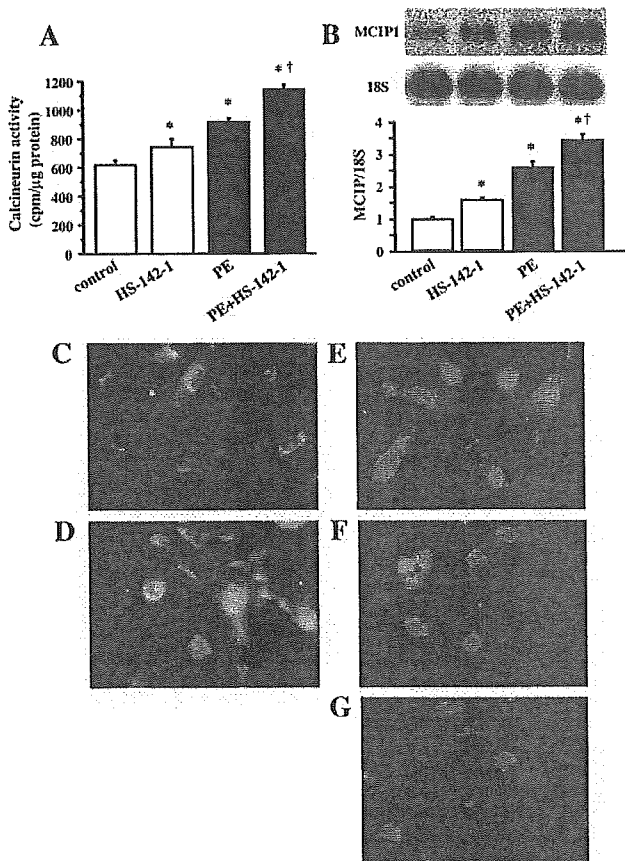 A
Calcineurin activity
(cpm/μg protein)
1200
1000
800
600
400
200
0
*
*
* †
control
HS-142-1
PE
PE+HS-142-1
B
MCIP1
18S
MCIP/18S
4
3
2
1
0
*
*
*†
control
HS-142-1
PE
PE+HS-142-1
C
E
D
F
G